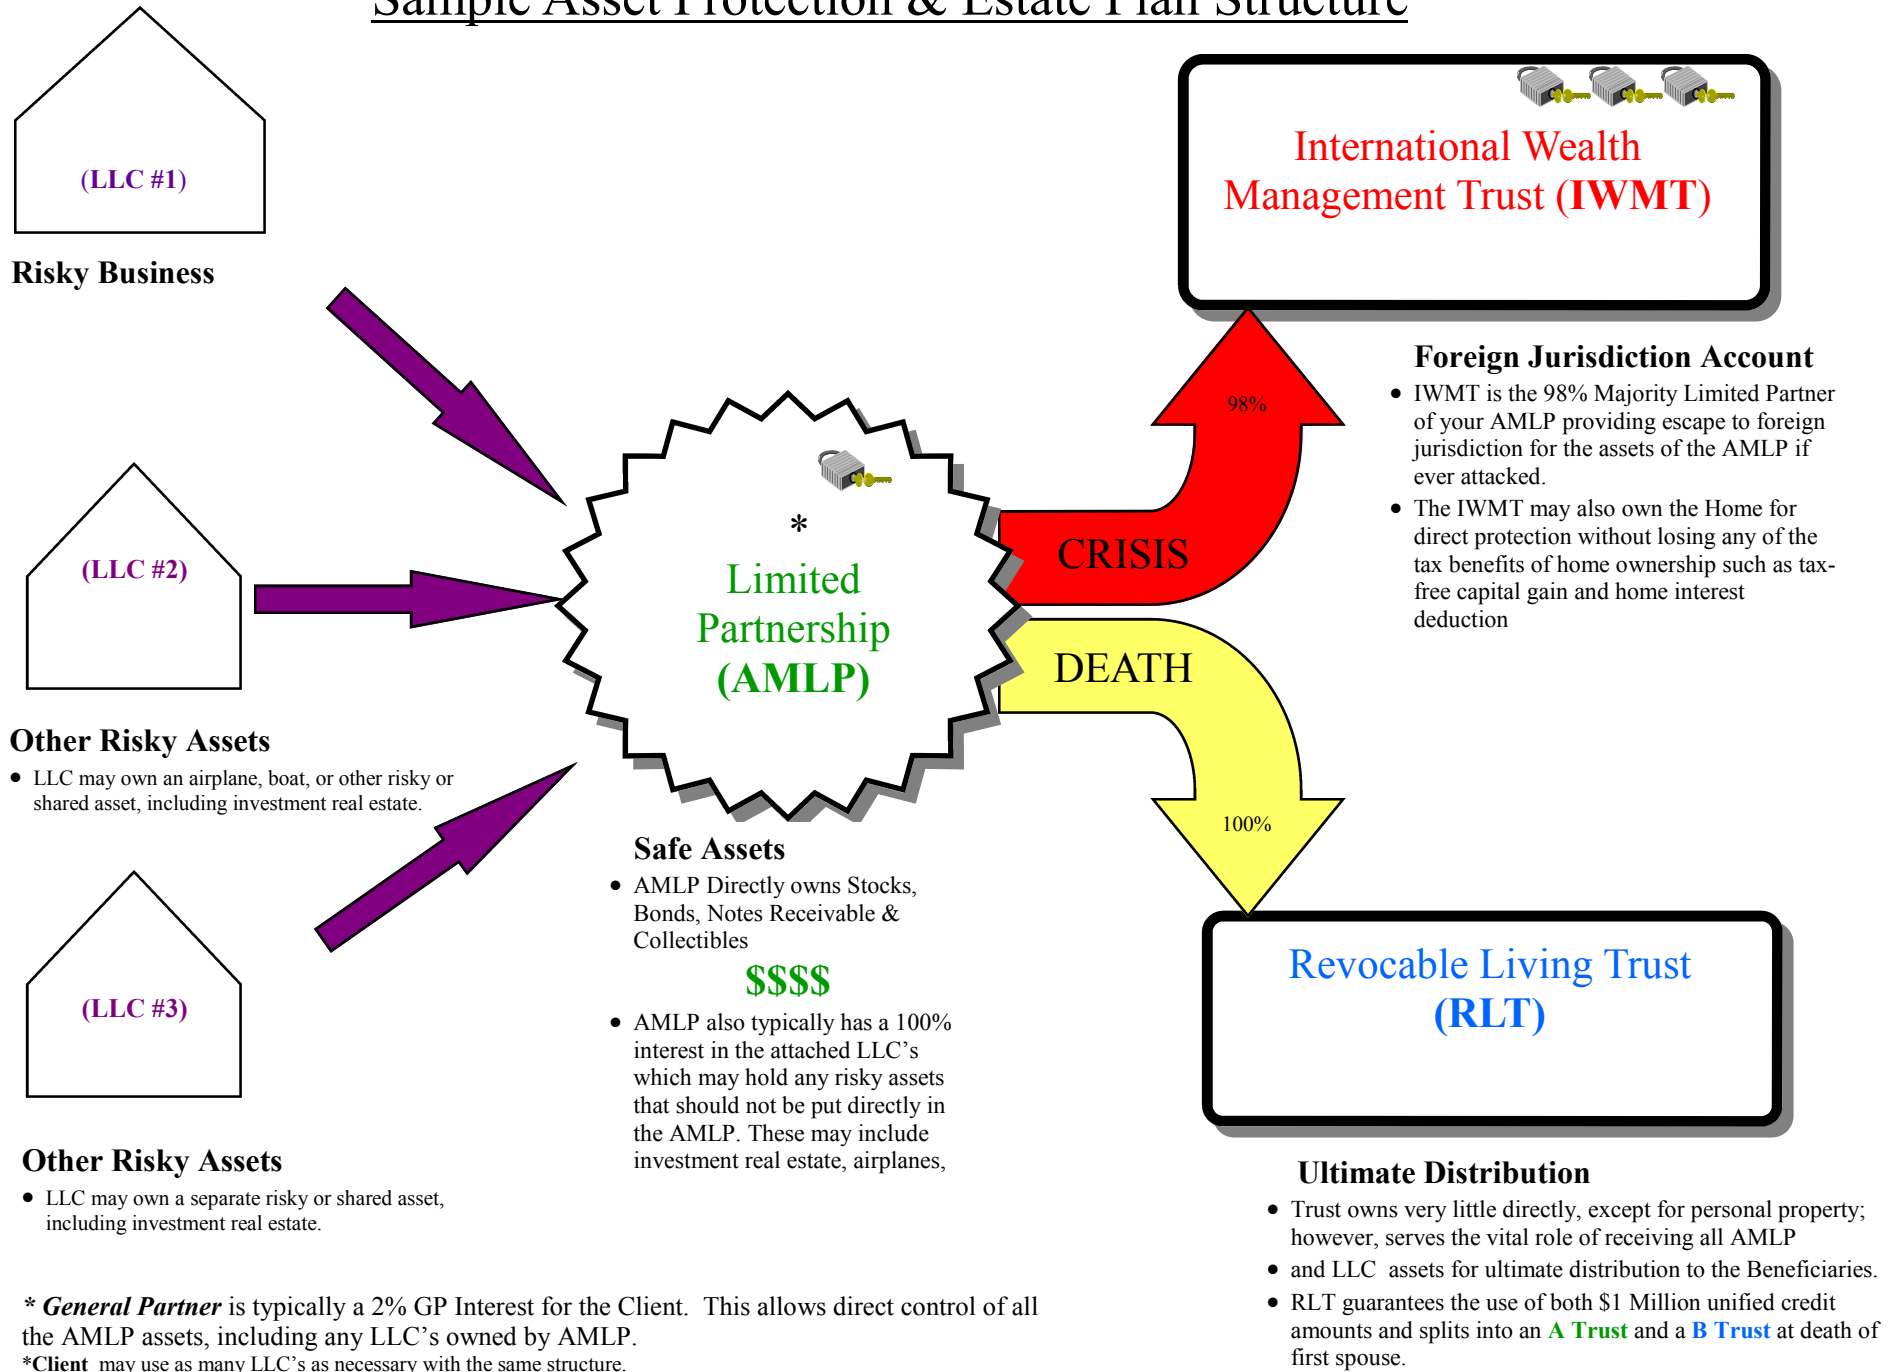 Sample Asset Protection & Estate Plan Structure
(LLC #1)
Risky Business
(LLC #2)
Other Risky Assets
• LLC may own an airplane, boat, or other risky or
shared asset, including investment real estate.
(LLC #3)
Other Risky Assets
• LLC may own a separate risky or shared asset,
including investment real estate.
*
Limited
Partnership
(AMLP)
Safe Assets
• AMLP Directly owns Stocks,
Bonds, Notes Receivable &
Collectibles
$$$$
• AMLP also typically has a 100%
interest in the attached LLC’s
which may hold any risky assets
that should not be put directly in
the AMLP. These may include
investment real estate, airplanes,
98%
CRISIS
DEATH
100%
International Wealth
Management Trust (IWMT)
Foreign Jurisdiction Account
• IWMT is the 98% Majority Limited Partner
of your AMLP providing escape to foreign
jurisdiction for the assets of the AMLP if
ever attacked.
• The IWMT may also own the Home for
direct protection without losing any of the
tax benefits of home ownership such as tax-
free capital gain and home interest
deduction
Revocable Living Trust
(RLT)
Ultimate Distribution
• Trust owns very little directly, except for personal property;
however, serves the vital role of receiving all AMLP
• and LLC assets for ultimate distribution to the Beneficiaries.
• RLT guarantees the use of both $1 Million unified credit
amounts and splits into an A Trust and a B Trust at death of
first spouse.
* General Partner is typically a 2% GP Interest for the Client. This allows direct control of all
the AMLP assets, including any LLC’s owned by AMLP.
*Client may use as many LLC’s as necessary with the same structure.